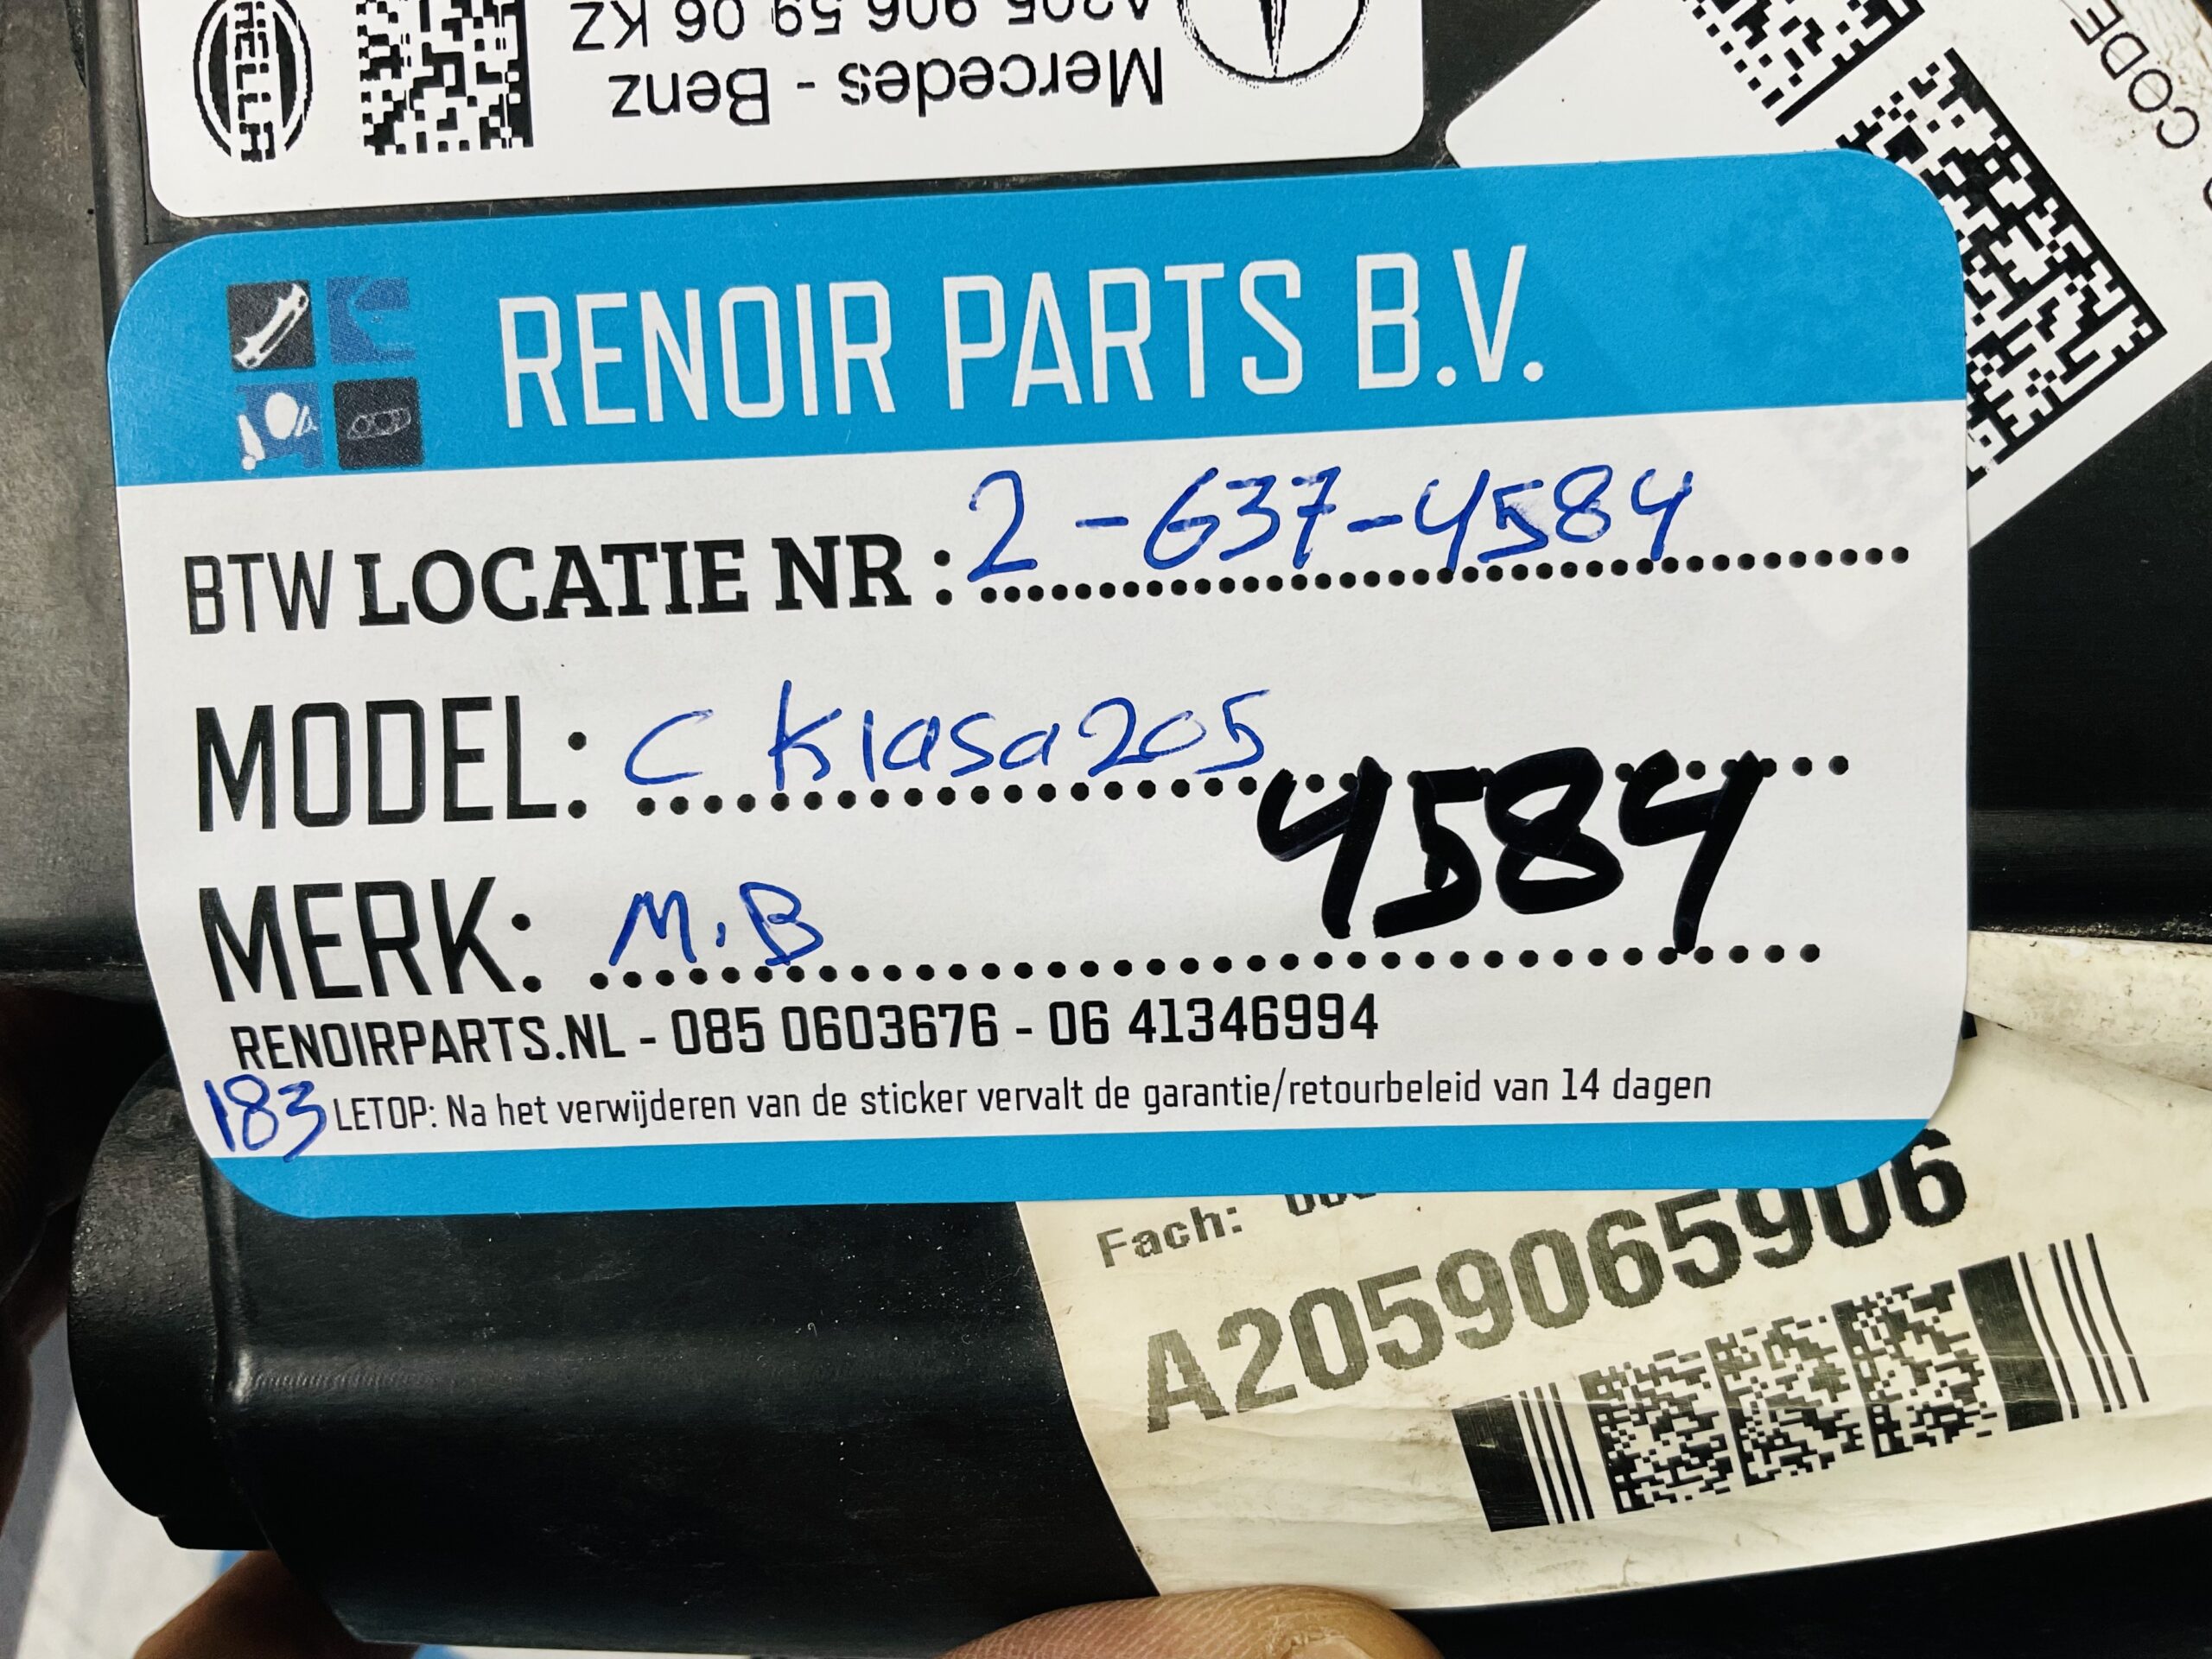 HELLA
A205 906 59 06 KZ
Mercedes - Benz
CODE
RENOIR PARTS B.V.
BTW LOCATIE NR : 2-637-4584
MODEL: C Klasa205
4584
MERK: M.B
RENOIRPARTS.NL - 085 0603676 - 06 41346994
183 LETOP: Na het verwijderen van de sticker vervalt de garantie/retourbeleid van 14 dagen
Fach:
A2059065906